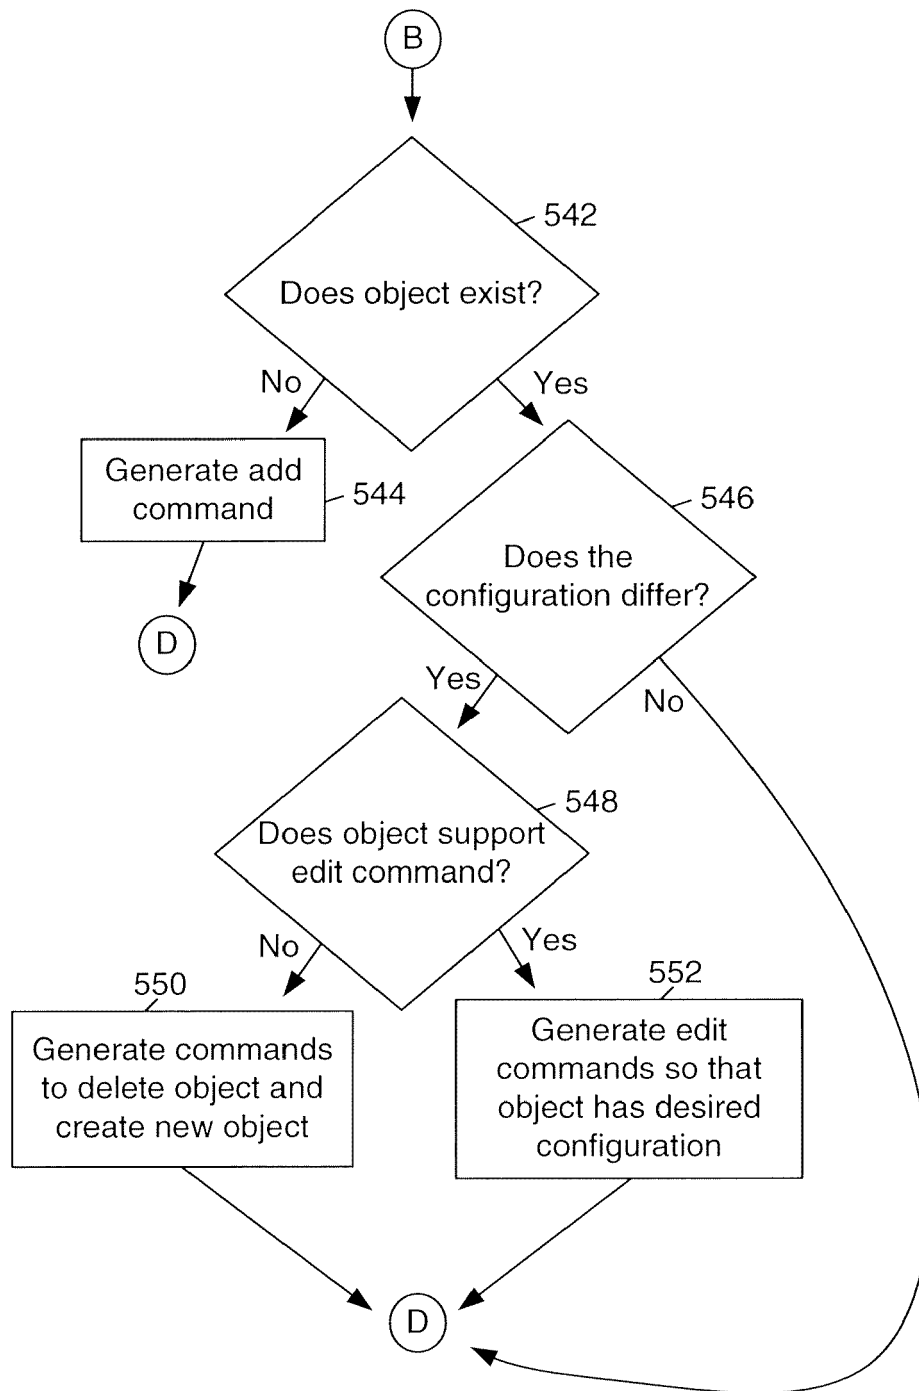 B
542
Does object exist?
No
Yes
Generate add
command
544
546
Does the
configuration differ?
D
Yes
No
548
Does object support
edit command?
No
Yes
550
552
Generate commands
to delete object and
create new object
Generate edit
commands so that
object has desired
configuration
D